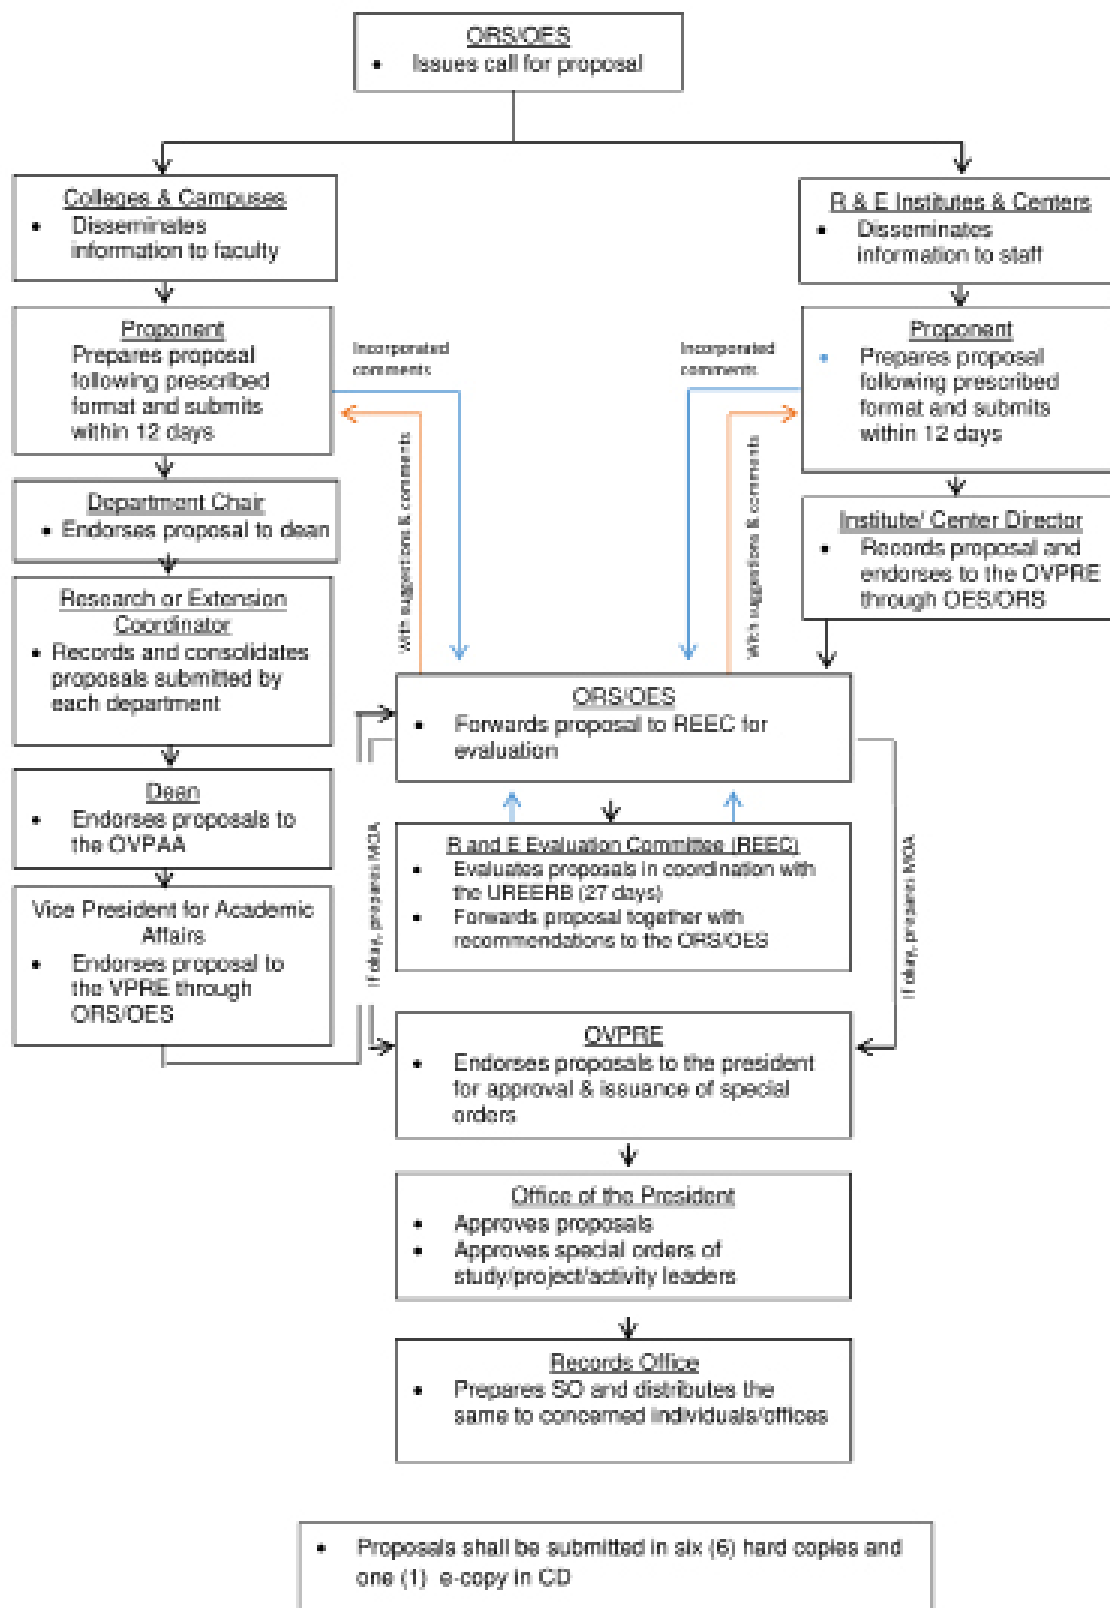 ORS/OES
• Issues call for proposal
Colleges & Campuses
• Disseminates
information to faculty
R & E Institutes & Centers
• Disseminates
information to staff
Proponent
Prepares proposal
following prescribed
format and submits
within 12 days
Incorporated
comments
Incorporated
comments
Proponent
• Prepares proposal
following prescribed
format and submits
within 12 days
With suggestions & comments
With suggestions & comments
Department Chair
• Endorses proposal to dean
Institute/ Center Director
• Records proposal and
endorses to the OVPRE
through OES/ORS
Research or Extension
Coordinator
• Records and consolidates
proposals submitted by
each department
ORS/OES
• Forwards proposal to REEC for
evaluation
Dean
• Endorses proposals to
the OVPAA
If okay, prepares MOA
R and E Evaluation Committee (REEC)
• Evaluates proposals in coordination with
the UREERB (27 days)
• Forwards proposal together with
recommendations to the ORS/OES
If okay, prepares MOA
Vice President for Academic
Affairs
• Endorses proposal to
the VPRE through
ORS/OES
OVPRE
• Endorses proposals to the president
for approval & issuance of special
orders
Office of the President
• Approves proposals
• Approves special orders of
study/project/activity leaders
Records Office
• Prepares SO and distributes the
same to concerned individuals/offices
• Proposals shall be submitted in six (6) hard copies and
one (1) e-copy in CD